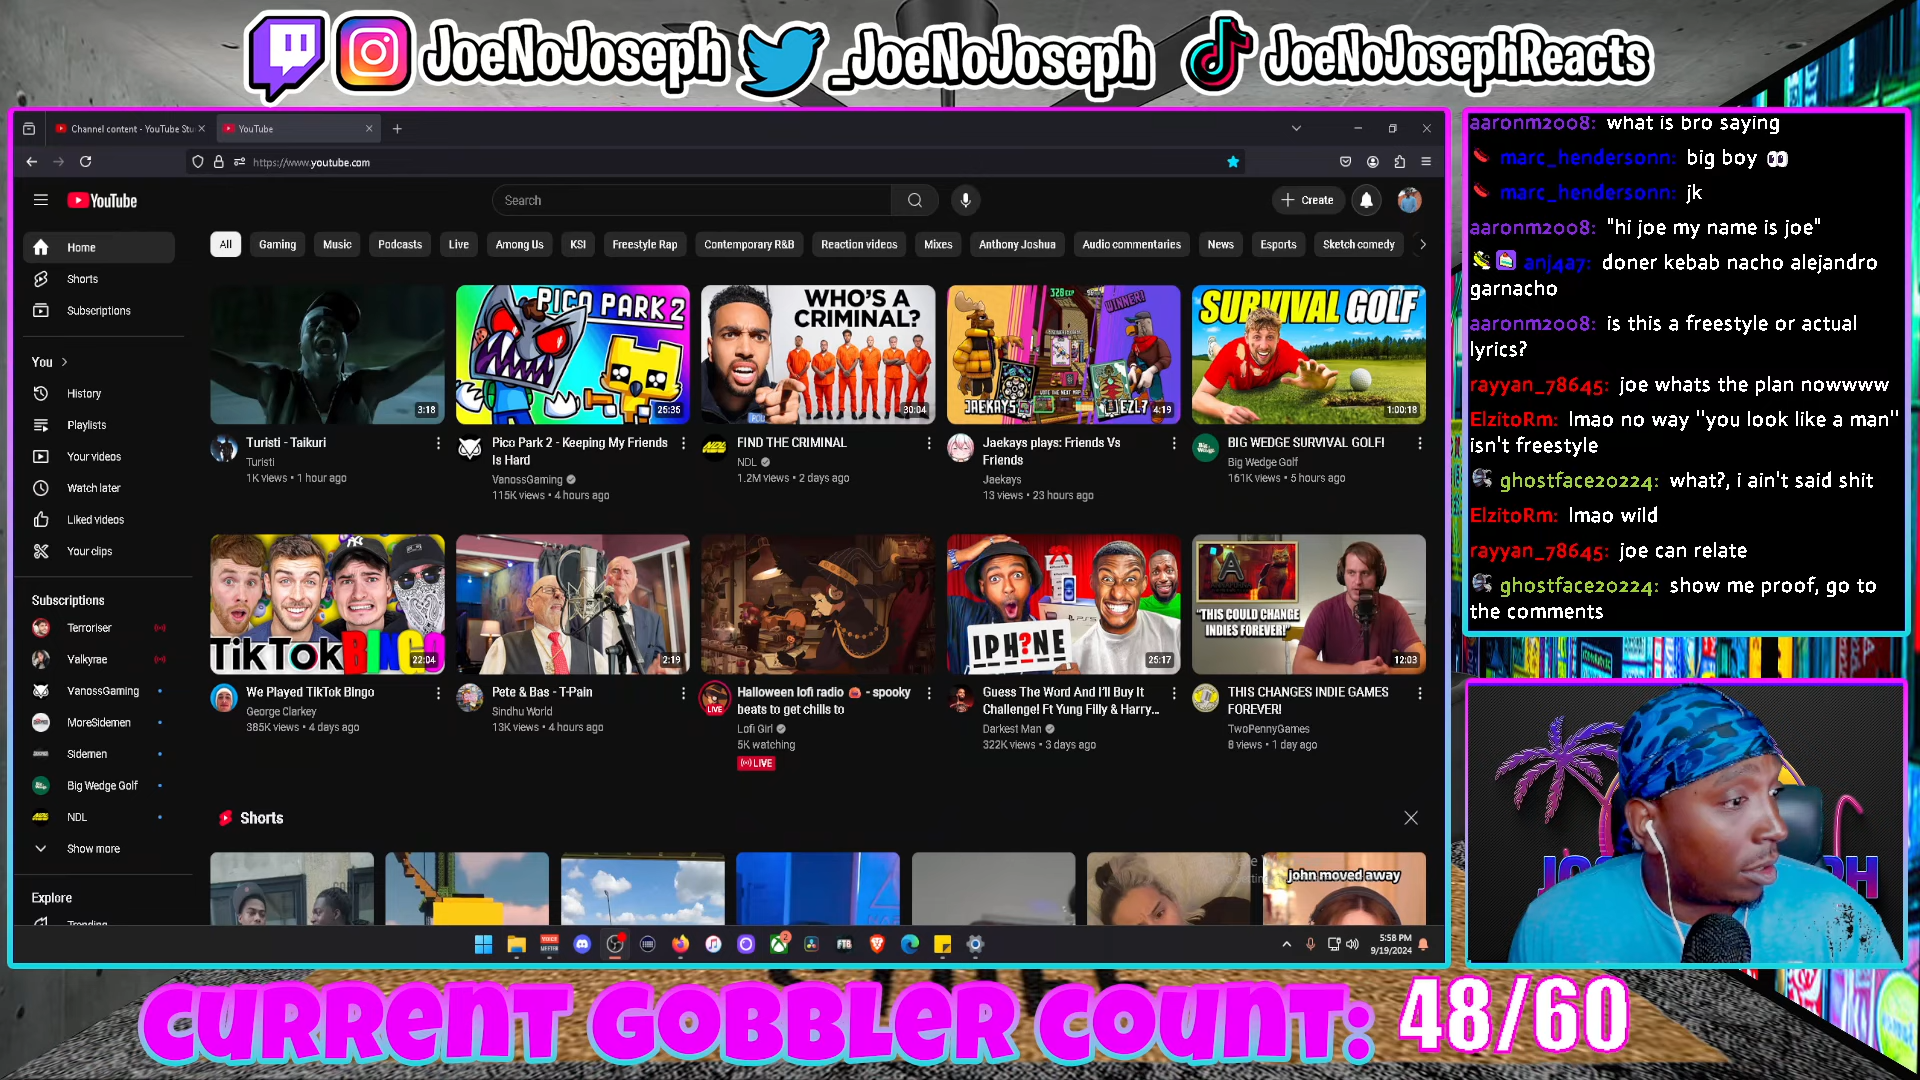 JoeNoJoseph _JoeNoJoseph JoeNoJosephReacts
Channel content - YouTube Stu
YouTube
https://www.youtube.com
YouTube
Search
Create
Home
Shorts
Subscriptions
You
History
Playlists
Your videos
Watch later
Liked videos
Your clips
Subscriptions
Terroriser
Valkyrae
VanossGaming
MoreSidemen
Sidemen
Big Wedge Golf
NDL
Show more
Explore
Trending
All
Gaming
Music
Podcasts
Live
Among Us
KSI
Freestyle Rap
Contemporary R&B
Reaction videos
Mixes
Anthony Joshua
Audio commentaries
News
Esports
Sketch comedy
3:18
Turisti - Taikuri
Turisti
1K views • 1 hour ago
PICO PARK 2
25:35
Pico Park 2 - Keeping My Friends
Is Hard
VanossGaming
115K views • 4 hours ago
WHO'S A
CRIMINAL?
30:04
FIND THE CRIMINAL
NDL
1.2M views • 2 days ago
WINNER!
JAEKAYS
EZL7
4:19
Jaekays plays: Friends Vs
Friends
Jaekays
13 views • 23 hours ago
SURVIVAL GOLF
1:00:18
BIG WEDGE SURVIVAL GOLF!
Big Wedge Golf
161K views • 5 hours ago
TikTok BINGO
22:04
We Played TikTok Bingo
George Clarkey
385K views • 4 days ago
2:19
Pete & Bas - T-Pain
Sindhu World
13K views • 4 hours ago
LIVE
Halloween lofi radio 🎃 - spooky
beats to get chills to
Lofi Girl
5K watching
LIVE
IPH?NE
25:17
Guess The Word And I'll Buy It
Challenge! Ft Yung Filly & Harry...
Darkest Man
322K views • 3 days ago
"THIS COULD CHANGE
INDIES FOREVER!"
12:03
THIS CHANGES INDIE GAMES
FOREVER!
TwoPennyGames
8 views • 1 day ago
Shorts
john moved away
5:58 PM
9/19/2024
aaronm2008: what is bro saying
marc_hendersonn: big boy 👀
marc_hendersonn: jk
aaronm2008: "hi joe my name is joe"
anj4a7: doner kebab nacho alejandro
garnacho
aaronm2008: is this a freestyle or actual
lyrics?
rayyan_78645: joe whats the plan nowwww
ElzitoRm: lmao no way "you look like a man"
isn't freestyle
ghostface20224: what?, i ain't said shit
ElzitoRm: lmao wild
rayyan_78645: joe can relate
ghostface20224: show me proof, go to
the comments
CURRENT GOBBLER COUNT: 48/60